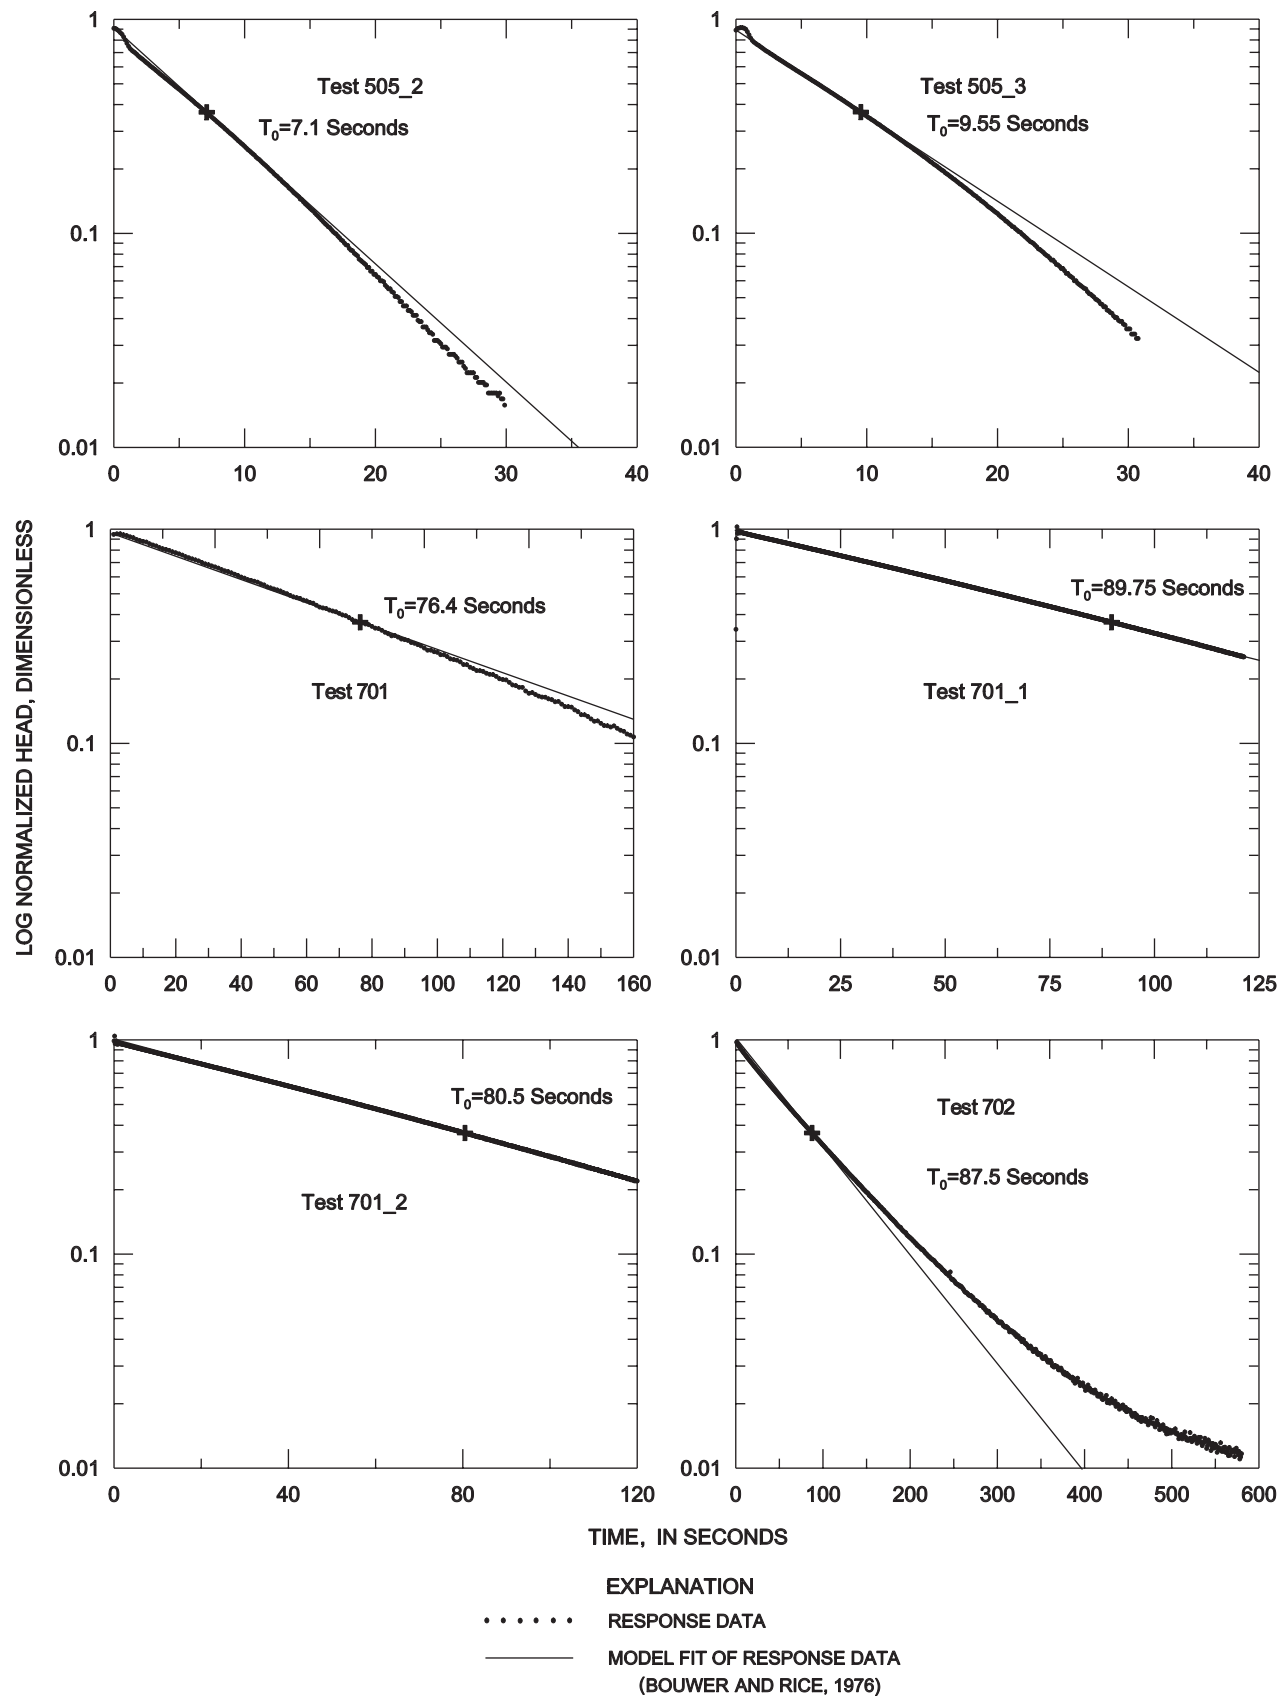 1
0.1
0.01
0 10 20 30 40
Test 505_2
T0=7.1 Seconds
1
0.1
0.01
0 10 20 30 40
Test 505_3
T0=9.55 Seconds
LOG NORMALIZED HEAD, DIMENSIONLESS
1
0.1
0.01
0 20 40 60 80 100 120 140 160
T0=76.4 Seconds
Test 701
1
0.1
0.01
0 25 50 75 100 125
T0=89.75 Seconds
Test 701_1
1
0.1
0.01
0 40 80 120
T0=80.5 Seconds
Test 701_2
1
0.1
0.01
0 100 200 300 400 500 600
Test 702
T0=87.5 Seconds
TIME, IN SECONDS
EXPLANATION
RESPONSE DATA
MODEL FIT OF RESPONSE DATA
(BOUWER AND RICE, 1976)